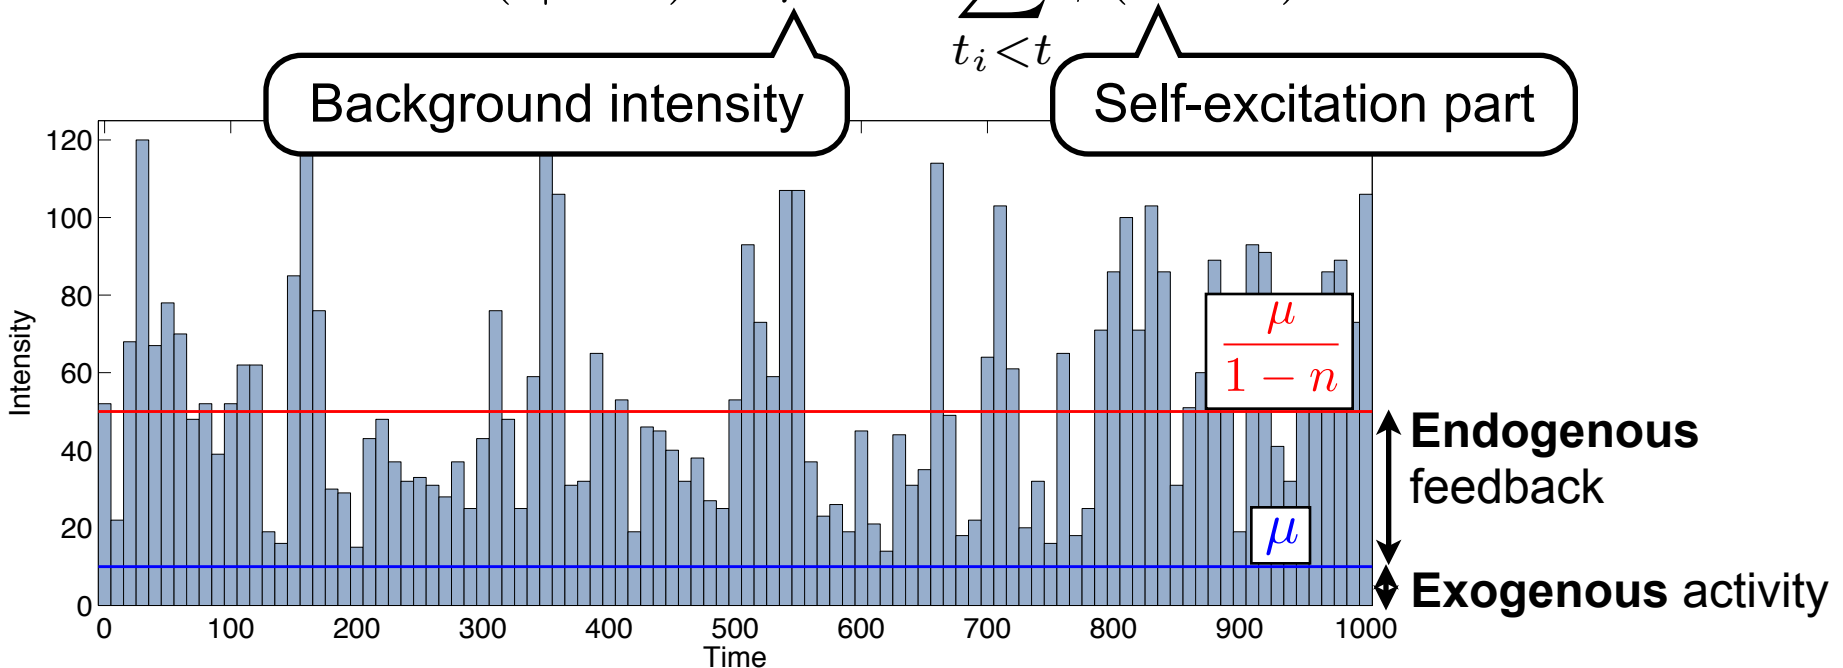 t_i < t
Background intensity
Self-excitation part
120
100
80
60
40
20
0
Intensity
μ
1 − n
μ
Endogenous
feedback
Exogenous activity
0 100 200 300 400 500 600 700 800 900 1000
Time